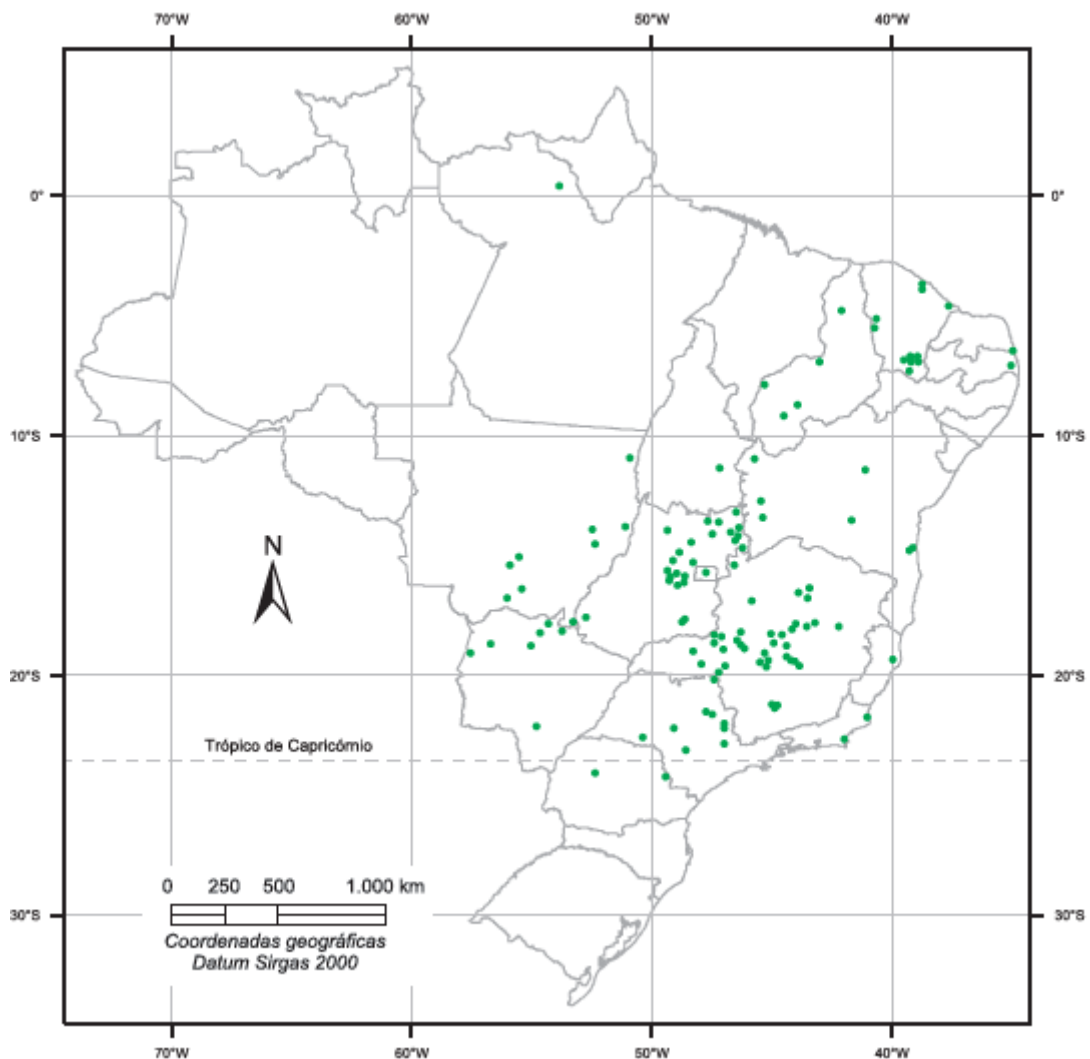 70°W 60°W 50°W 40°W
0° 0°
10°S 10°S
N
20°S 20°S
Trópico de Capricórnio
0 250 500 1.000 km
30°S 30°S
Coordenadas geográficas
Datum Sirgas 2000
70°W 60°W 50°W 40°W